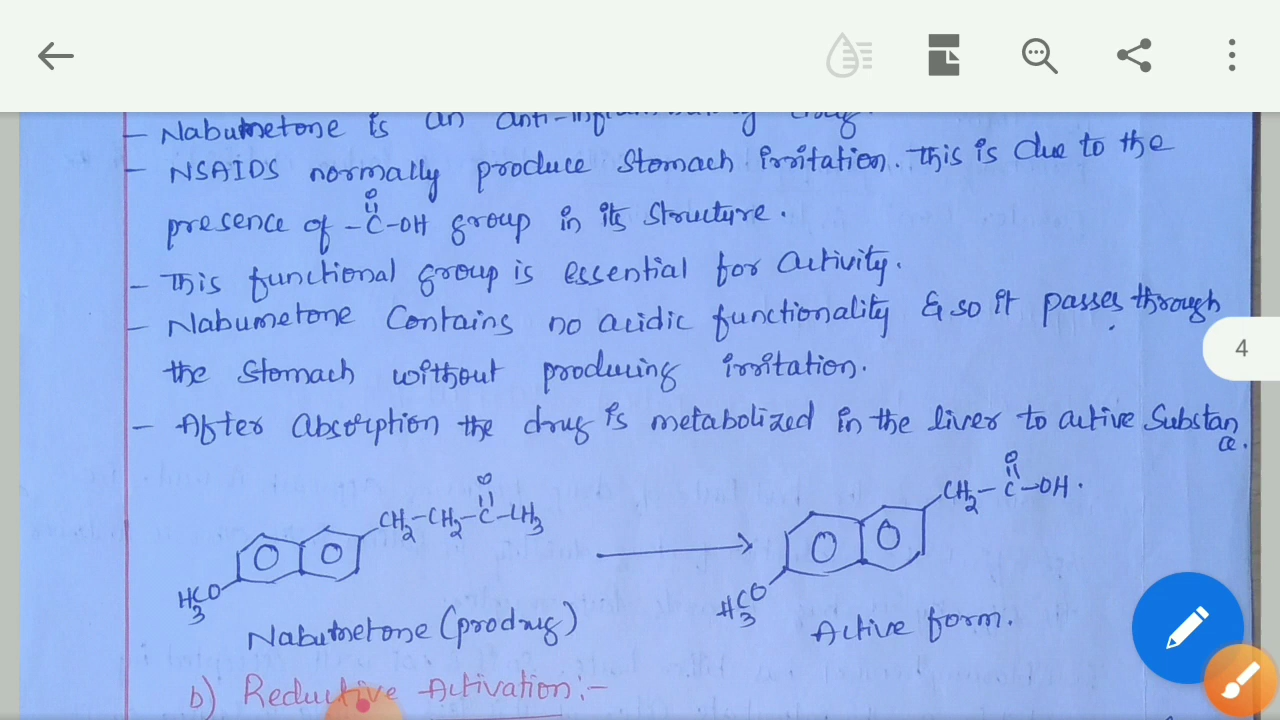 - Nabumetone is an anti-inflammatory drug.
- NSAIDS normally produce stomach irritation. This is due to the
presence of -C-OH group in its structure.
O
- This functional group is essential for activity.
- Nabumetone contains no acidic functionality & so it passes through
the stomach without producing irritation.
4
- After absorption the drug is metabolized in the liver to active substance.
O
CH2-CH2-C-CH3
H3CO
Nabumetone (prodrug)
O
CH2-C-OH.
H3CO
Active form.
b) Reductive Activation:-